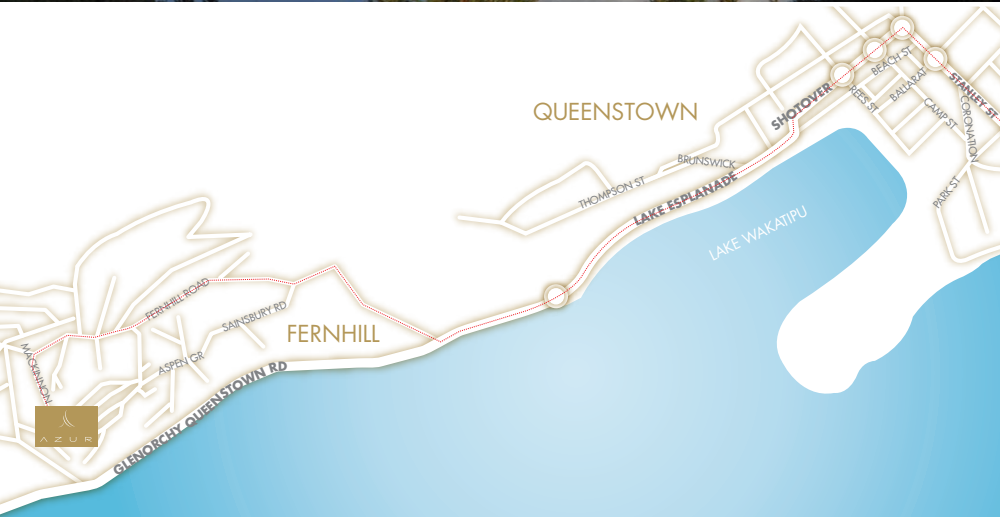 BEACH ST
STANLEY ST
BALLARAT
REES ST
SHOTOVER
CAMP ST
CORONATION
QUEENSTOWN
BRUNSWICK
THOMPSON ST
LAKE ESPLANADE
PARK ST
LAKE WAKATIPU
FERNHILL ROAD
SAINSBURY RD
FERNHILL
MACKINNON
ASPEN GR
GLENORCHY QUEENSTOWN RD
AZUR